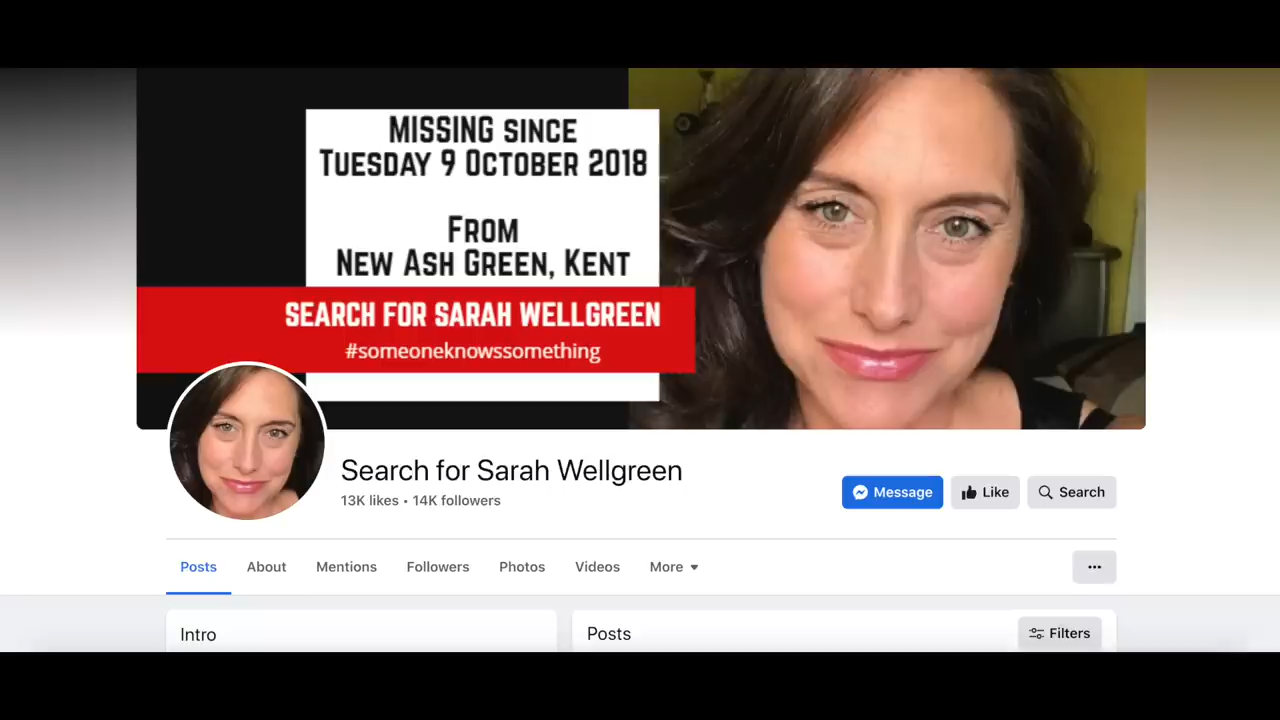 MISSING SINCE
TUESDAY 9 OCTOBER 2018
FROM
NEW ASH GREEN, KENT
SEARCH FOR SARAH WELLGREEN
#someoneknowssomething
Search for Sarah Wellgreen
13K likes • 14K followers
Message
Like
Search
Posts
About
Mentions
Followers
Photos
Videos
More
Intro
Posts
Filters